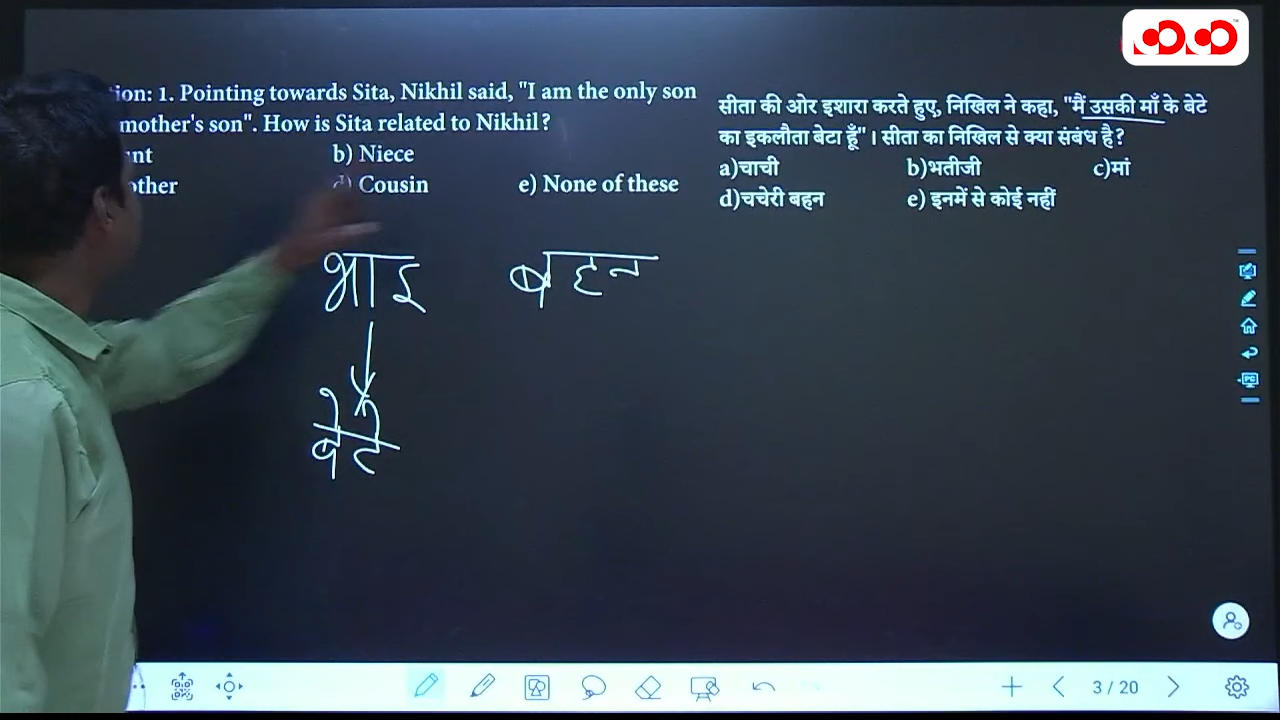 tion: 1. Pointing towards Sita, Nikhil said, "I am the only son
mother's son". How is Sita related to Nikhil?
unt b) Niece
other d) Cousin e) None of these
सीता की ओर इशारा करते हुए, निखिल ने कहा, "मैं उसकी माँ के बेटे
का इकलौता बेटा हूँ"। सीता का निखिल से क्या संबंध है?
a)चाची b)भतीजी c)मां
d)चचेरी बहन e) इनमें से कोई नहीं
भाइ बहन
बेटे
3 / 20